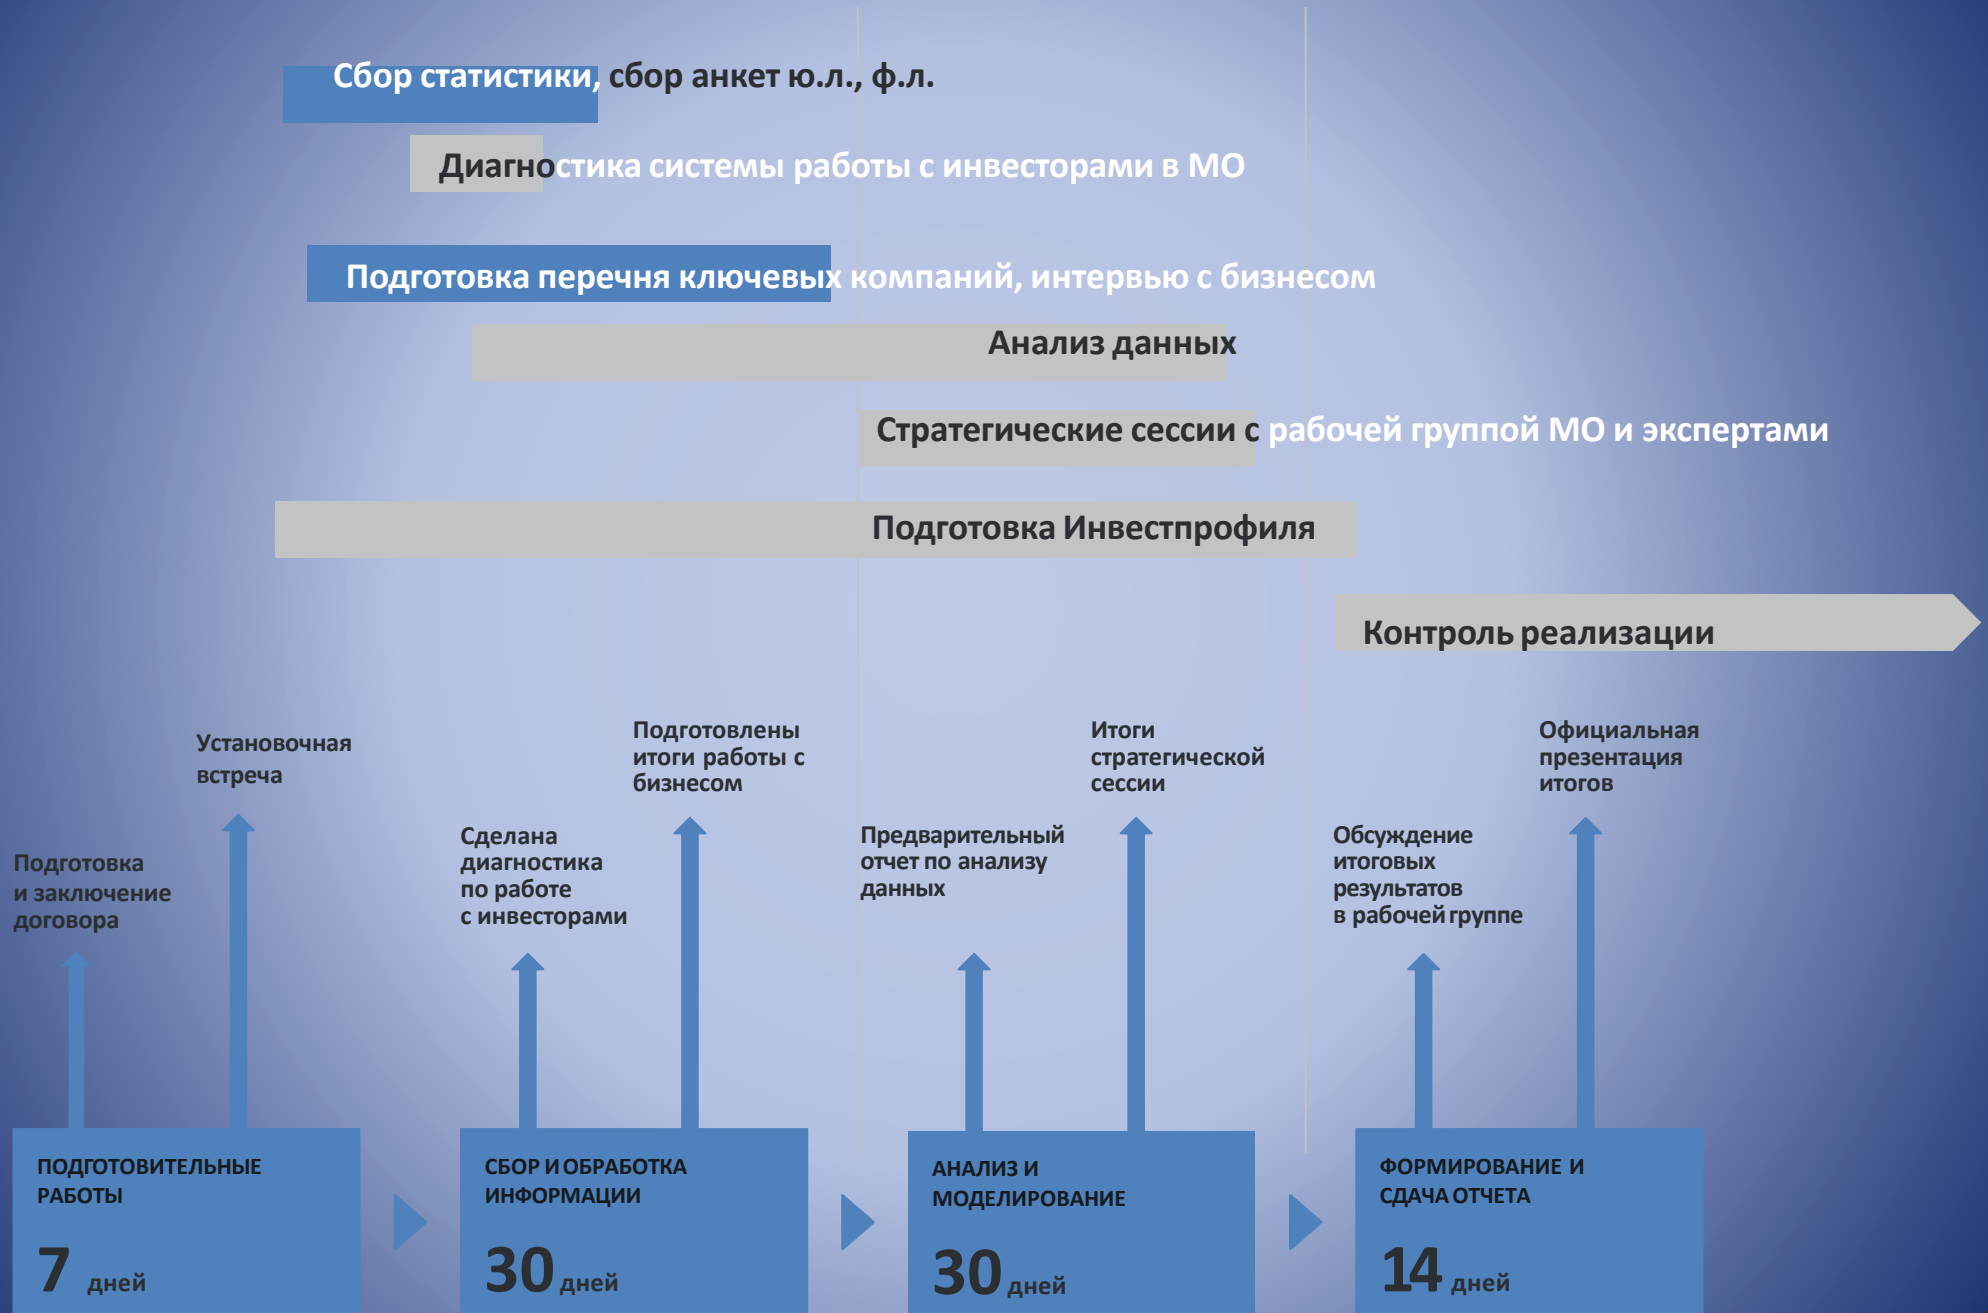 Сбор статистики, сбор анкет ю.л., ф.л.
Диагностика системы работы с инвесторами в МО
Подготовка перечня ключевых компаний, интервью с бизнесом
Анализ данных
Стратегические сессии с рабочей группой МО и экспертами
Подготовка Инвестпрофиля
Контроль реализации
Подготовка
и заключение
договора
Установочная
встреча
Сделана
диагностика
по работе
с инвесторами
Подготовлены
итоги работы с
бизнесом
Предварительный
отчет по анализу
данных
Итоги
стратегической
сессии
Обсуждение
итоговых
результатов
в рабочей группе
Официальная
презентация
итогов
ПОДГОТОВИТЕЛЬНЫЕ
РАБОТЫ
7 дней
СБОР И ОБРАБОТКА
ИНФОРМАЦИИ
30 дней
АНАЛИЗ И
МОДЕЛИРОВАНИЕ
30 дней
ФОРМИРОВАНИЕ И
СДАЧА ОТЧЕТА
14 дней